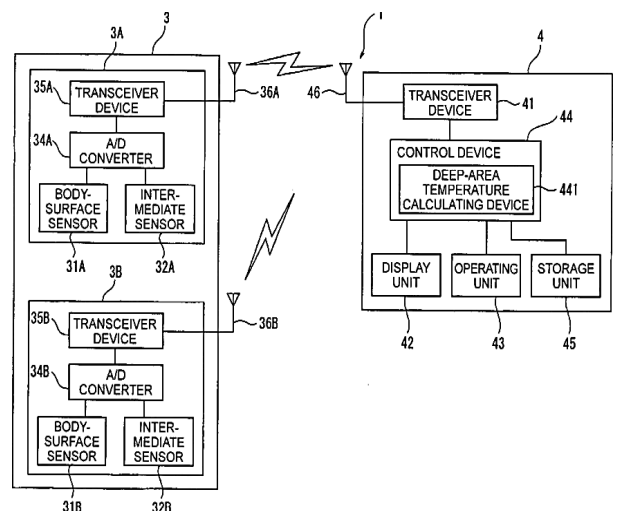 3
3A
35A
TRANSCEIVER
DEVICE
36A
34A
A/D
CONVERTER
BODY-
SURFACE
SENSOR
INTER-
MEDIATE
SENSOR
31A
32A
3B
35B
TRANSCEIVER
DEVICE
36B
34B
A/D
CONVERTER
BODY-
SURFACE
SENSOR
INTER-
MEDIATE
SENSOR
31B
32B
1
4
46
TRANSCEIVER
DEVICE
41
44
CONTROL DEVICE
DEEP-AREA
TEMPERATURE
CALCULATING DEVICE
441
DISPLAY
UNIT
OPERATING
UNIT
STORAGE
UNIT
42
43
45